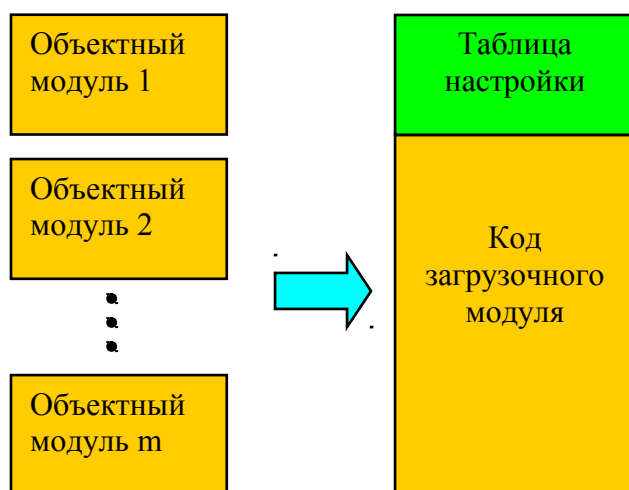 Объектный
модуль 1
Объектный
модуль 2
Объектный
модуль m
Таблица
настройки
Код
загрузочного
модуля